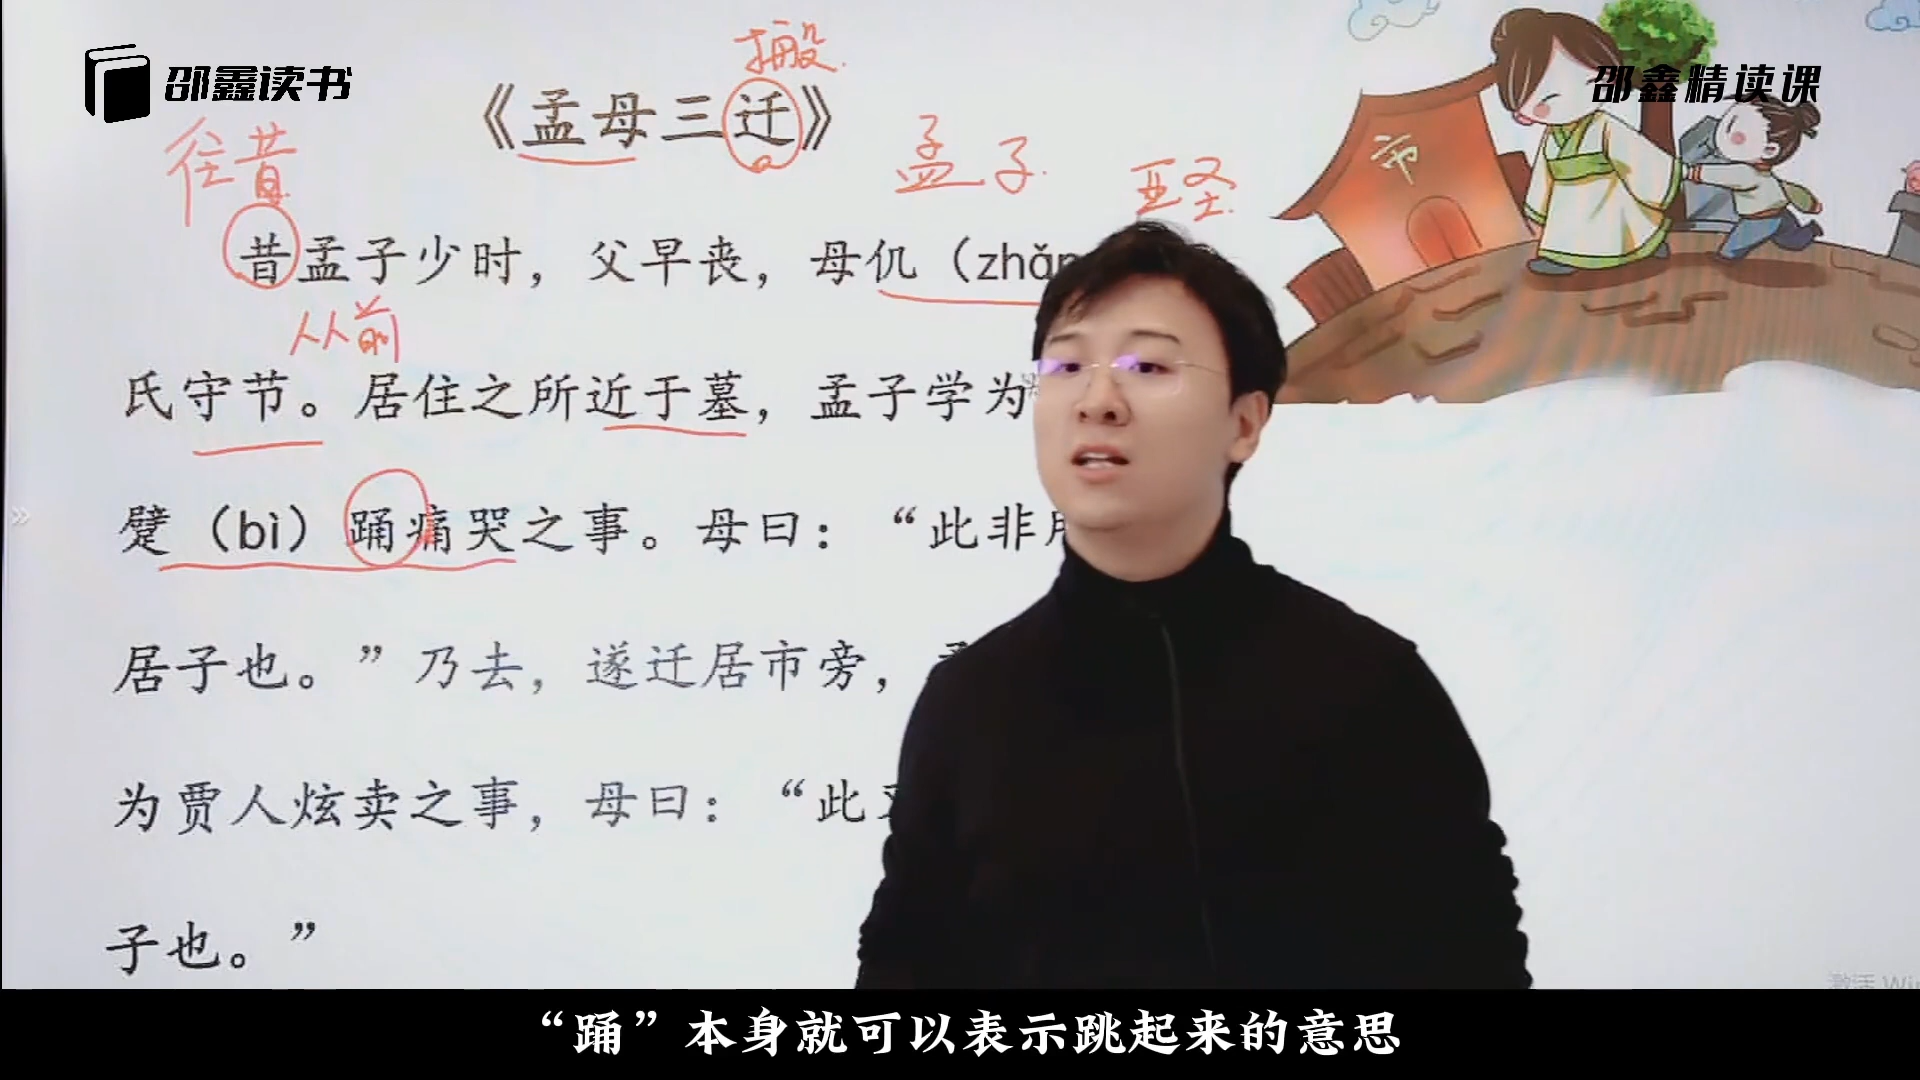 邵鑫读书
邵鑫精读课
搬
《孟母三迁》
市
往昔
孟子
亚圣
昔孟子少时，父早丧，母仉（zhǎn
从前
氏守节。居住之所近于墓，孟子学为
躄（bì）踊痛哭之事。母曰：“此非
居子也。”乃去，遂迁居市旁，
为贾人炫卖之事，母曰：“此又
子也。”
“踊”本身就可以表示跳起来的意思